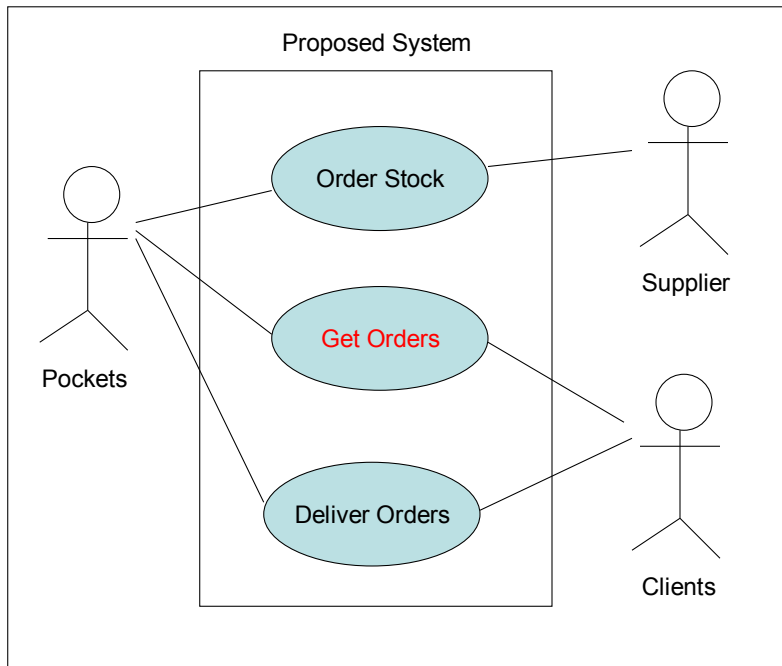 Proposed System
Order Stock
Supplier
Get Orders
Pockets
Deliver Orders
Clients